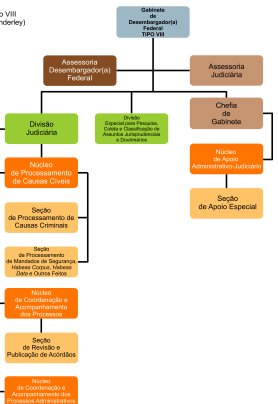 o VIII
nderley)
Gabinete
de
Desembargador(a)
Federal
TIPO VIII
Assessoria
Desembargador(a)
Federal
Assessoria
Judiciária
Divisão
Judiciária
Divisão
Especial para Pesquisa,
Coleta e Classificação de
Assuntos Jurisprudenciais
e Doutrinários
Chefia
de
Gabinete
Núcleo
de Processamento
de Causas Cíveis
Núcleo
de Apoio
Administrativo-Judiciário
Seção
de Processamento de
Causas Criminais
Seção
de Apoio Especial
Seção
de Processamento
de Mandados de Segurança,
Habeas Corpus, Habeas
Data e Outros Feitos
Núcleo
de Coordenação e
Acompanhamento
dos Processos
Seção
de Revisão e
Publicação de Acórdãos
Núcleo
de Coordenação e
Acompanhamento dos
Processos Administrativos